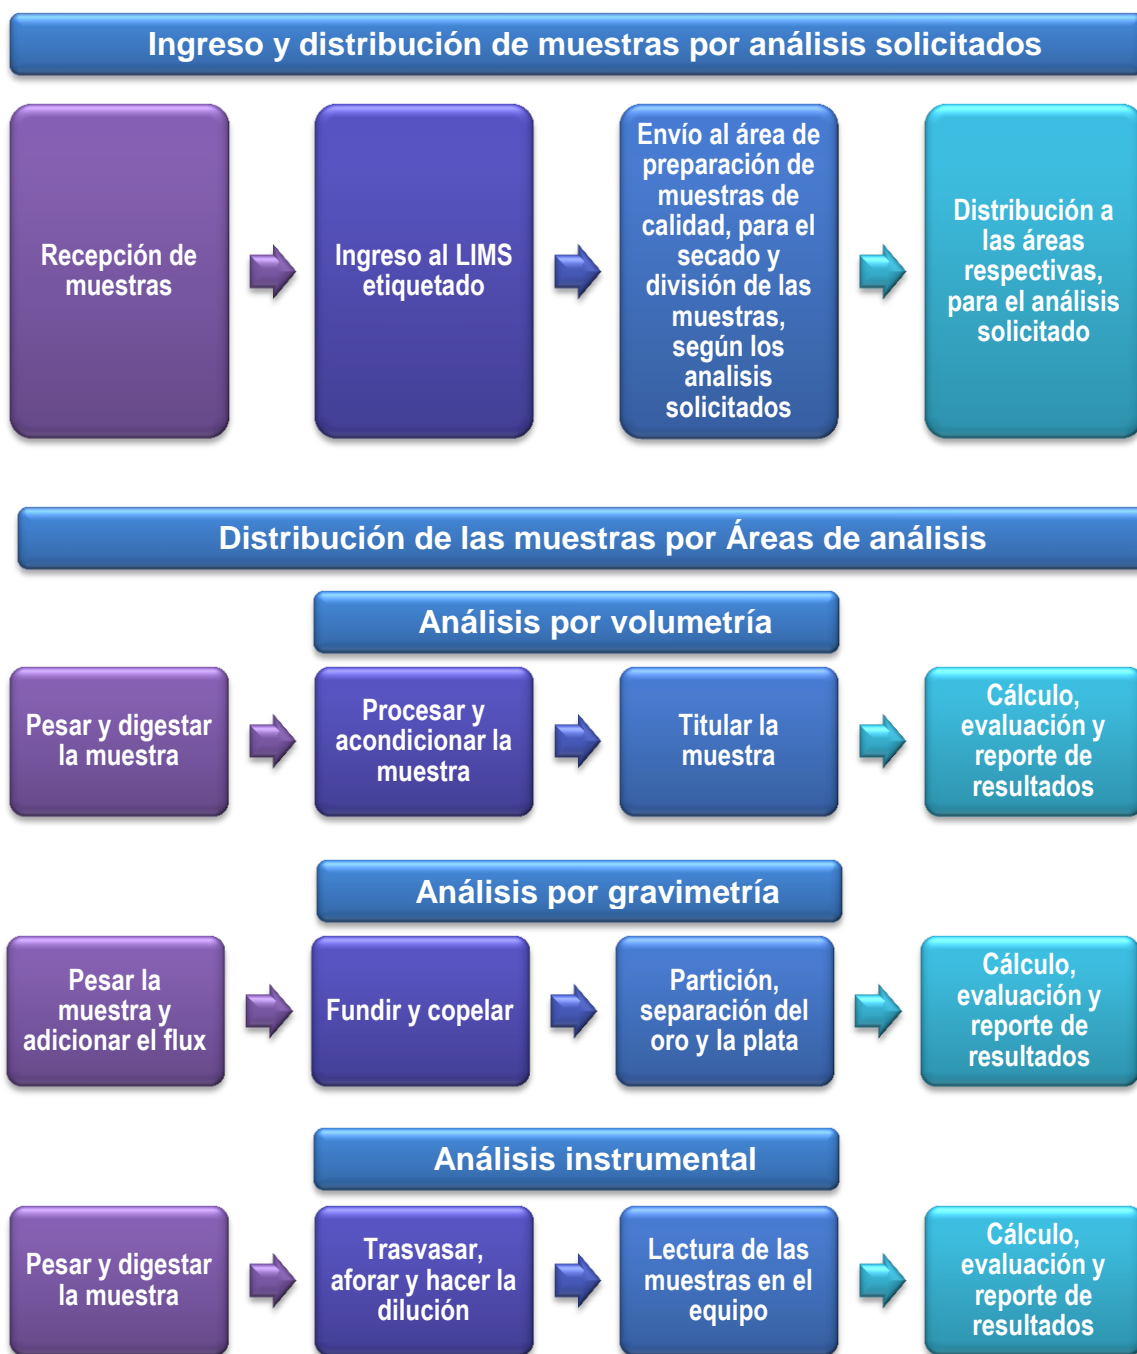 Ingreso y distribución de muestras por análisis solicitados
Recepción de
muestras
Ingreso al LIMS
etiquetado
Envío al área de
preparación de
muestras de
calidad, para el
secado y
división de las
muestras,
según los
analisis
solicitados
Distribución a
las áreas
respectivas,
para el análisis
solicitado
Distribución de las muestras por Áreas de análisis
Análisis por volumetría
Pesar y digestar
la muestra
Procesar y
acondicionar la
muestra
Titular la
muestra
Cálculo,
evaluación y
reporte de
resultados
Análisis por gravimetría
Pesar la
muestra y
adicionar el flux
Fundir y copelar
Partición,
separación del
oro y la plata
Cálculo,
evaluación y
reporte de
resultados
Análisis instrumental
Pesar y digestar
la muestra
Trasvasar,
aforar y hacer la
dilución
Lectura de las
muestras en el
equipo
Cálculo,
evaluación y
reporte de
resultados